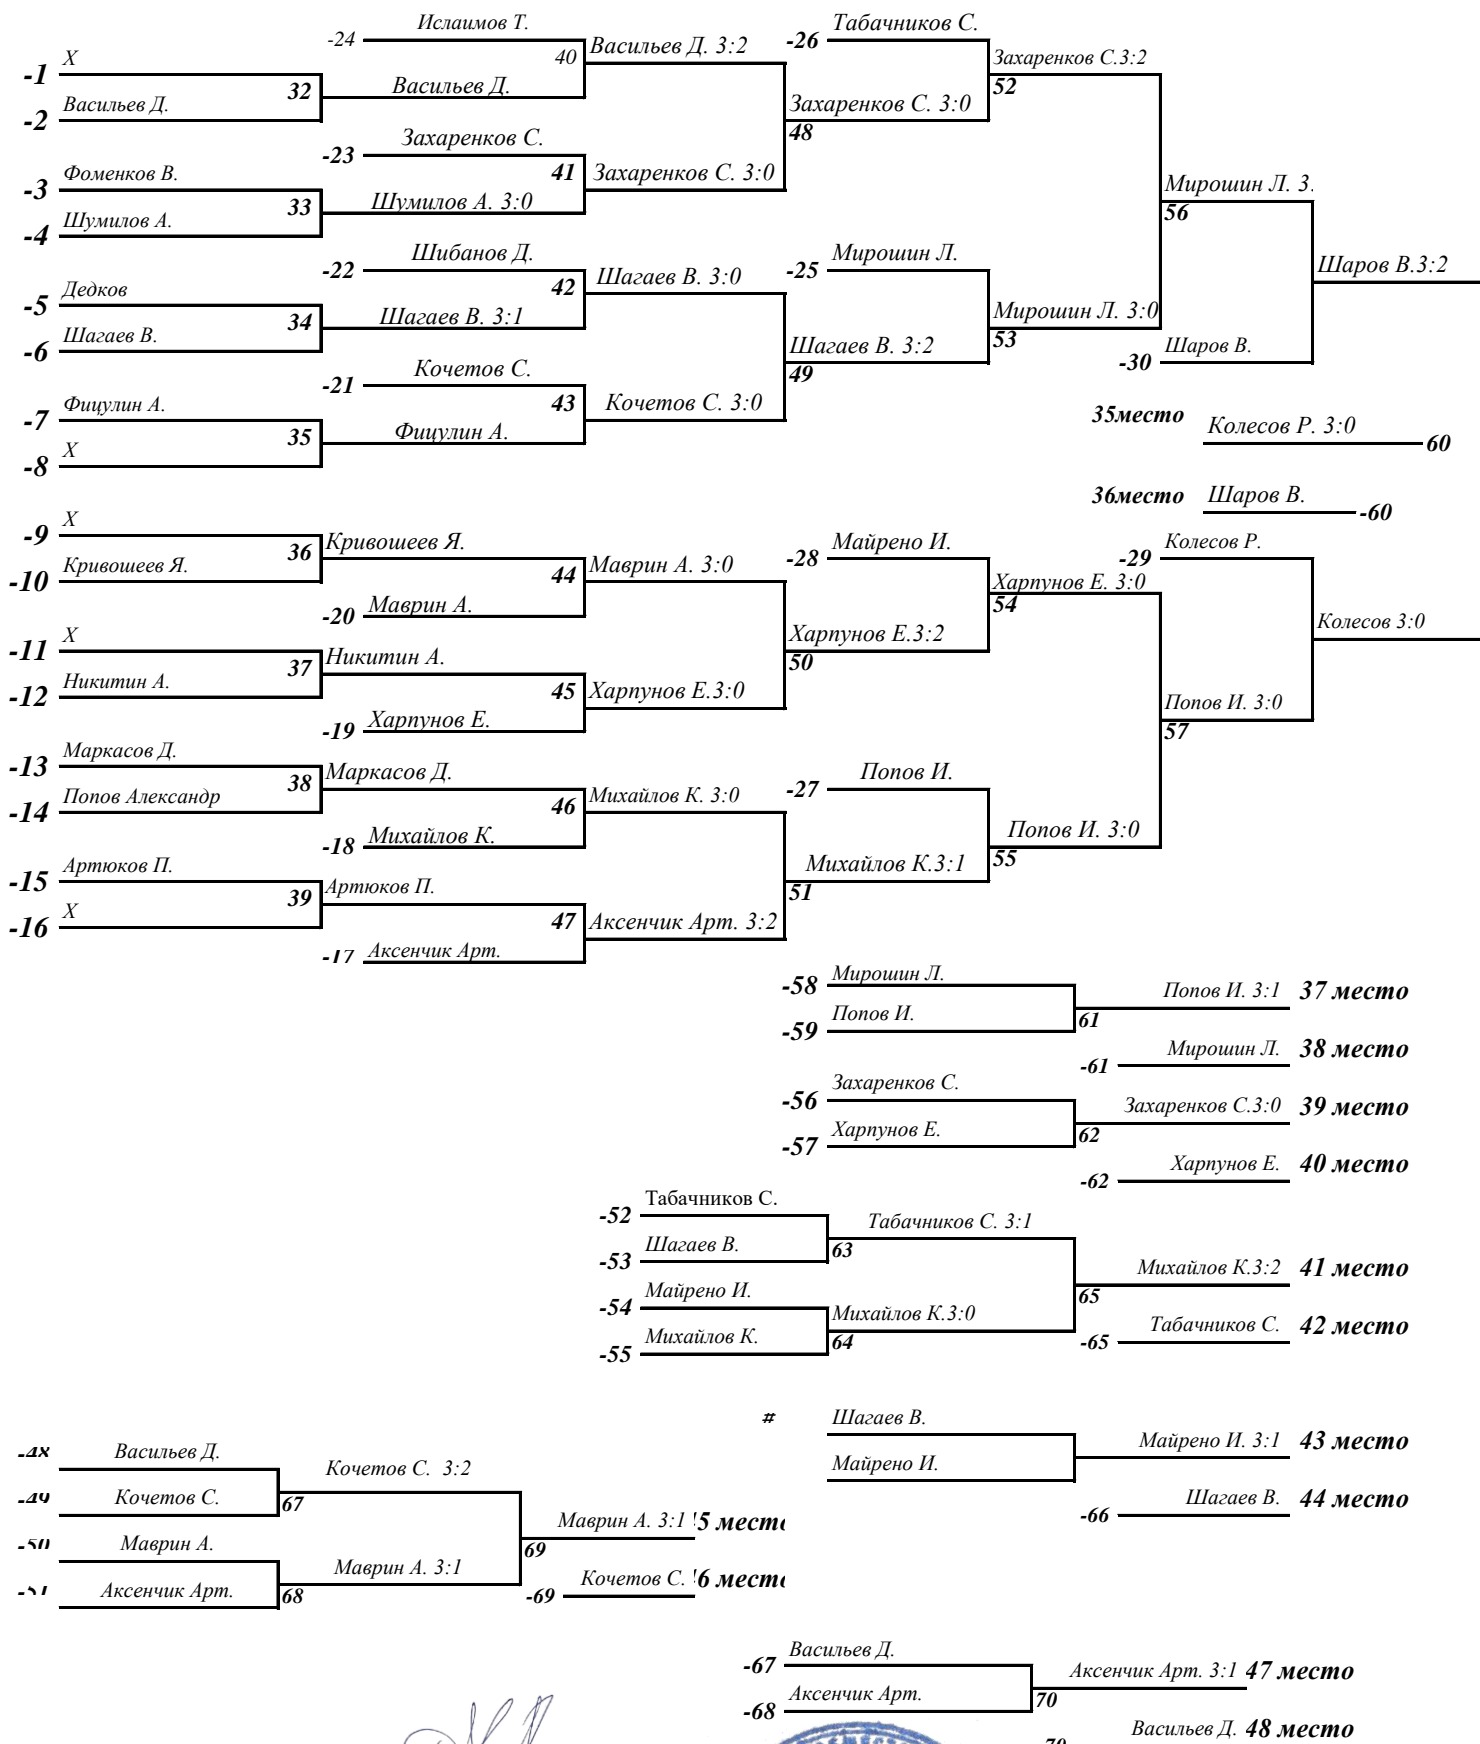 Ислаимов Т.
-24
Табачников С.
-26
40
Васильев Д. 3:2
Захаренков С.3:2
X
-1
Васильев Д.
32
52
Васильев Д.
-2
Захаренков С. 3:0
48
Захаренков С.
-23
Фоменков В.
41
Захаренков С. 3:0
-3
Шумилов А. 3:0
33
Мирошин Л. 3.
56
Шумилов А.
-4
Шибанов Д.
-22
Мирошин Л.
-25
Шаров В.3:2
Дедков
42
Шагаев В. 3:0
-5
Шагаев В. 3:1
34
Мирошин Л. 3:0
53
Шагаев В.
-6
Шагаев В. 3:2
49
Шаров В.
-30
Кочетов С.
-21
Фицулин А.
43
Кочетов С. 3:0
-7
35место
Колесов Р. 3:0
60
Фицулин А.
35
X
-8
36место
Шаров В.
-60
X
-9
Кривошеев Я.
36
Майрено И.
-28
Колесов Р.
-29
Кривошеев Я.
-10
44
Маврин А. 3:0
Харпунов Е. 3:0
54
Маврин А.
-20
Колесов 3:0
X
-11
Харпунов Е.3:2
50
Никитин А.
37
Никитин А.
-12
45
Харпунов Е.3:0
Попов И. 3:0
57
Харпунов Е.
-19
Маркасов Д.
-13
Маркасов Д.
38
Попов И.
-27
Попов Александр
-14
46
Михайлов К. 3:0
Михайлов К.
-18
Попов И. 3:0
55
Артюков П.
-15
Михайлов К.3:1
51
Артюков П.
39
X
-16
47
Аксенчик Арт. 3:2
-17
Аксенчик Арт.
-58
Мирошин Л.
Попов И. 3:1
37 место
-59
Попов И.
61
Мирошин Л.
38 место
-61
-56
Захаренков С.
Захаренков С.3:0
39 место
-57
Харпунов Е.
62
Харпунов Е.
40 место
-62
-52
Табачников С.
Табачников С. 3:1
-53
Шагаев В.
63
Михайлов К.3:2
41 место
-54
Майрено И.
65
Михайлов К.3:0
-55
Михайлов К.
64
Табачников С.
42 место
-65
#
Шагаев В.
Майрено И. 3:1
43 место
-48
Васильев Д.
Кочетов С. 3:2
Майрено И.
-49
Кочетов С.
67
Шагаев В.
44 место
-66
-50
Маврин А.
Маврин А. 3:1
5 место
69
Маврин А. 3:1
-51
Аксенчик Арт.
68
Кочетов С.
6 место
-69
-67
Васильев Д.
Аксенчик Арт. 3:1
47 место
-68
Аксенчик Арт.
70
Васильев Д.
48 место